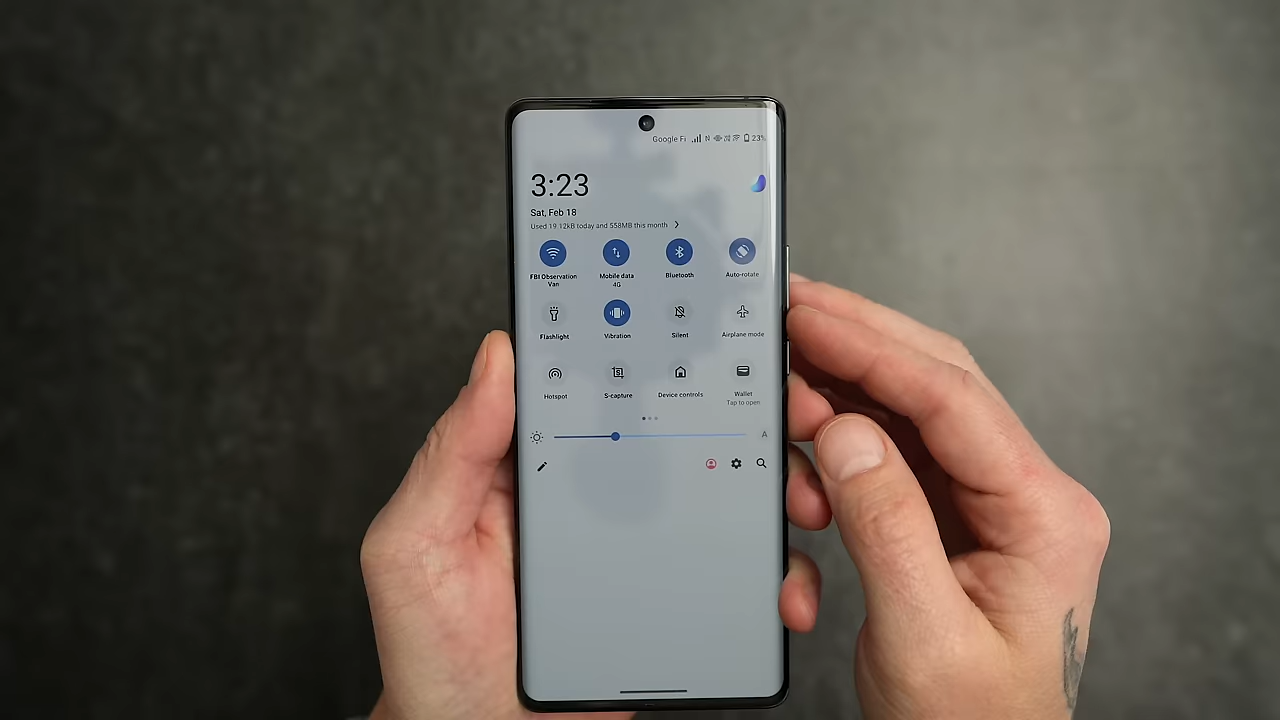 Google Fi
23%
3:23
Sat, Feb 18
Used 19.12kB today and 558MB this month
FBI Observation
Van
Mobile data
4G
Bluetooth
Auto-rotate
Flashlight
Vibration
Silent
Airplane mode
Hotspot
S-capture
Device controls
Wallet
Tap to open
A